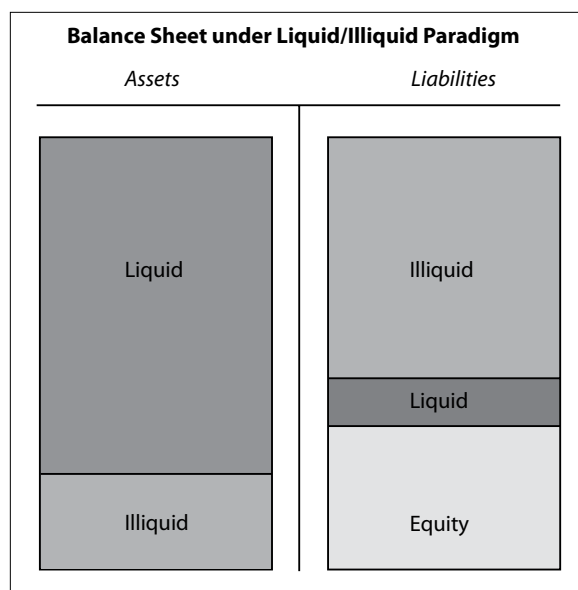 Balance Sheet under Liquid/Illiquid Paradigm
Assets
Liabilities
Liquid
Illiquid
Illiquid
Liquid
Equity